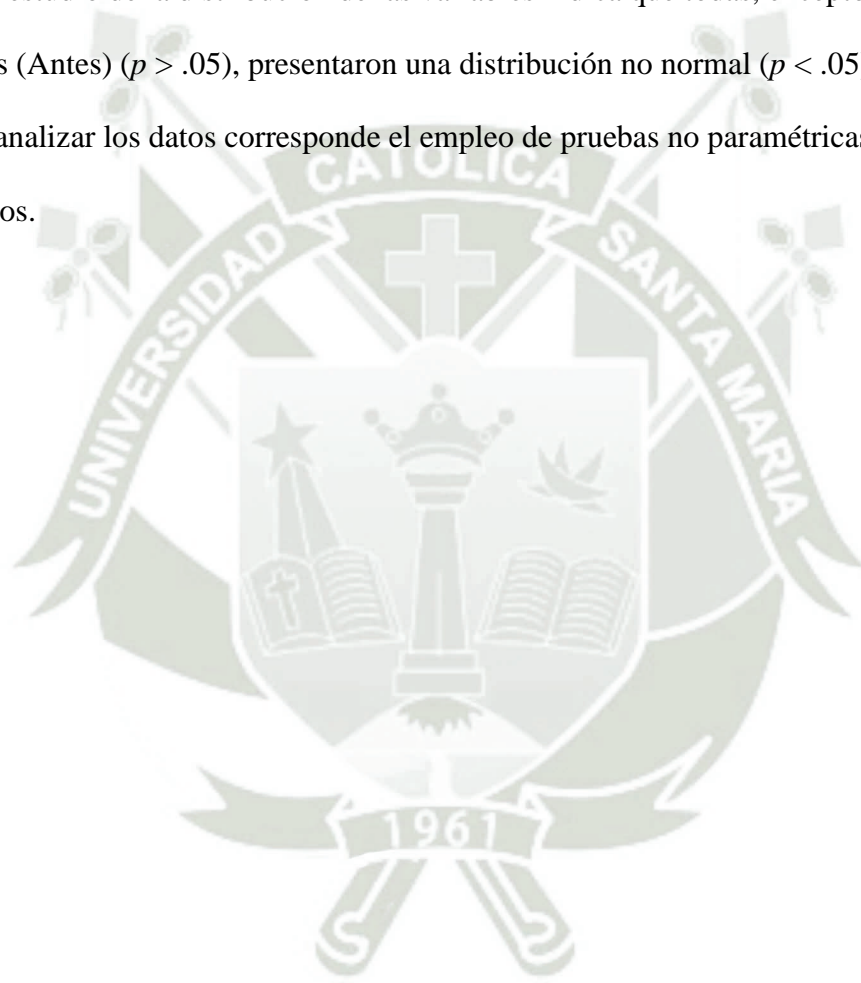 s (Antes) (p > .05), presentaron una distribución no normal (p < .05
analizar los datos corresponde el empleo de pruebas no paramétricas
os.
UNIVERSIDAD CATOLICA SANTA MARIA
1961